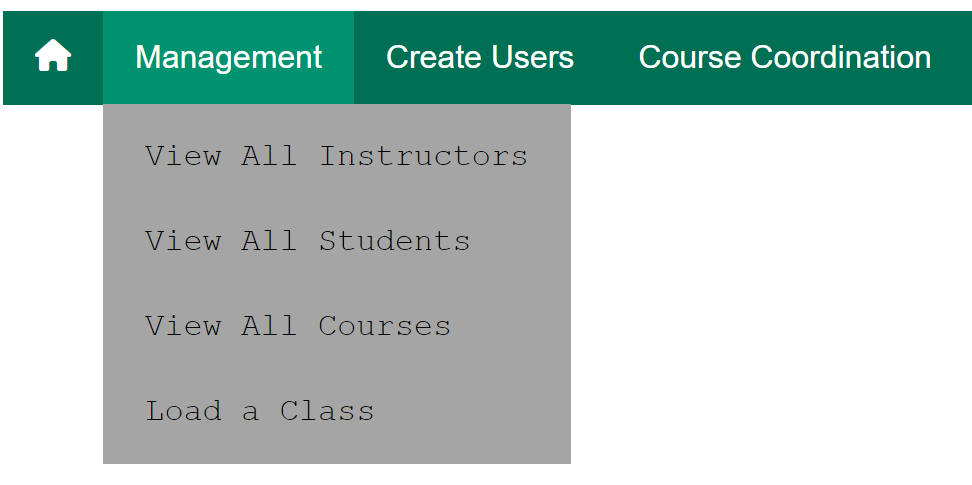 Management Create Users Course Coordination
View All Instructors
View All Students
View All Courses
Load a Class